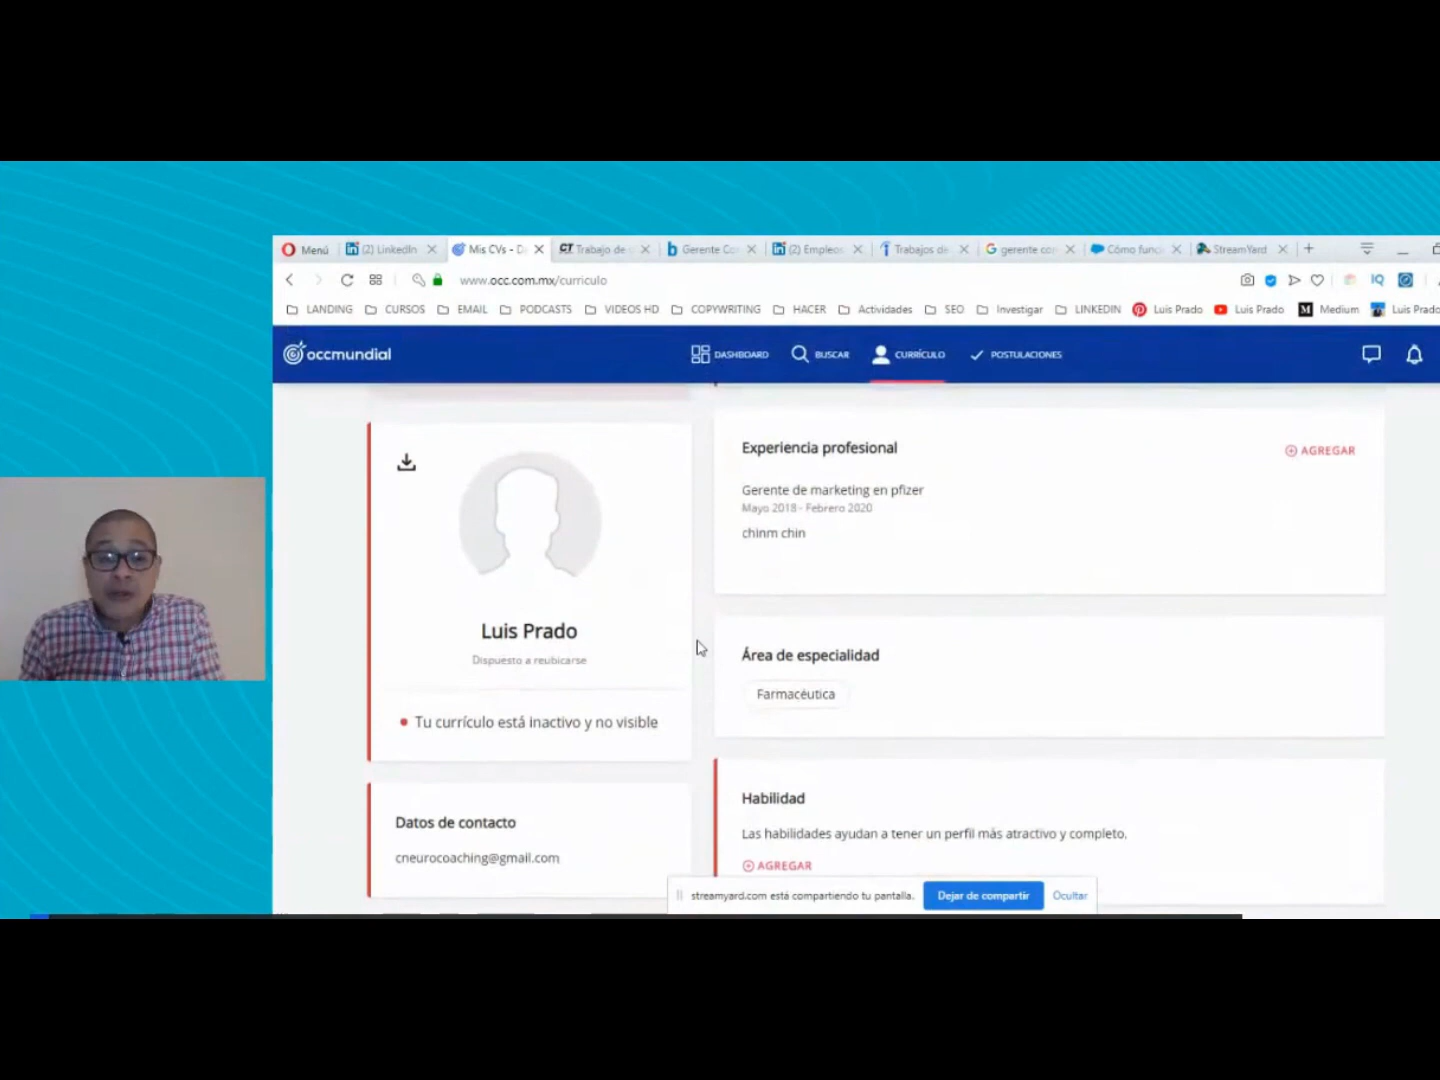 Menú
(2) LinkedIn
Mis CVs - D
CT Trabajo de
b Gerente Co
(2) Empleos
Trabajos de
gerente co
Cómo func
StreamYard
www.occ.com.mx/curriculo
LANDING
CURSOS
EMAIL
PODCASTS
VIDEOS HD
COPYWRITING
HACER
Actividades
SEO
Investigar
LINKEDIN
Luis Prado
Luis Prado
M Medium
Luis Prado
IQ
occmundial
DASHBOARD
BUSCAR
CURRÍCULO
POSTULACIONES
Luis Prado
Dispuesto a reubicarse
Tu currículo está inactivo y no visible
Datos de contacto
cneurocoaching@gmail.com
Experiencia profesional
AGREGAR
Gerente de marketing en pfizer
Mayo 2018 - Febrero 2020
chinm chin
Área de especialidad
Farmacéutica
Habilidad
Las habilidades ayudan a tener un perfil más atractivo y completo.
AGREGAR
streamyard.com está compartiendo tu pantalla.
Dejar de compartir
Ocultar